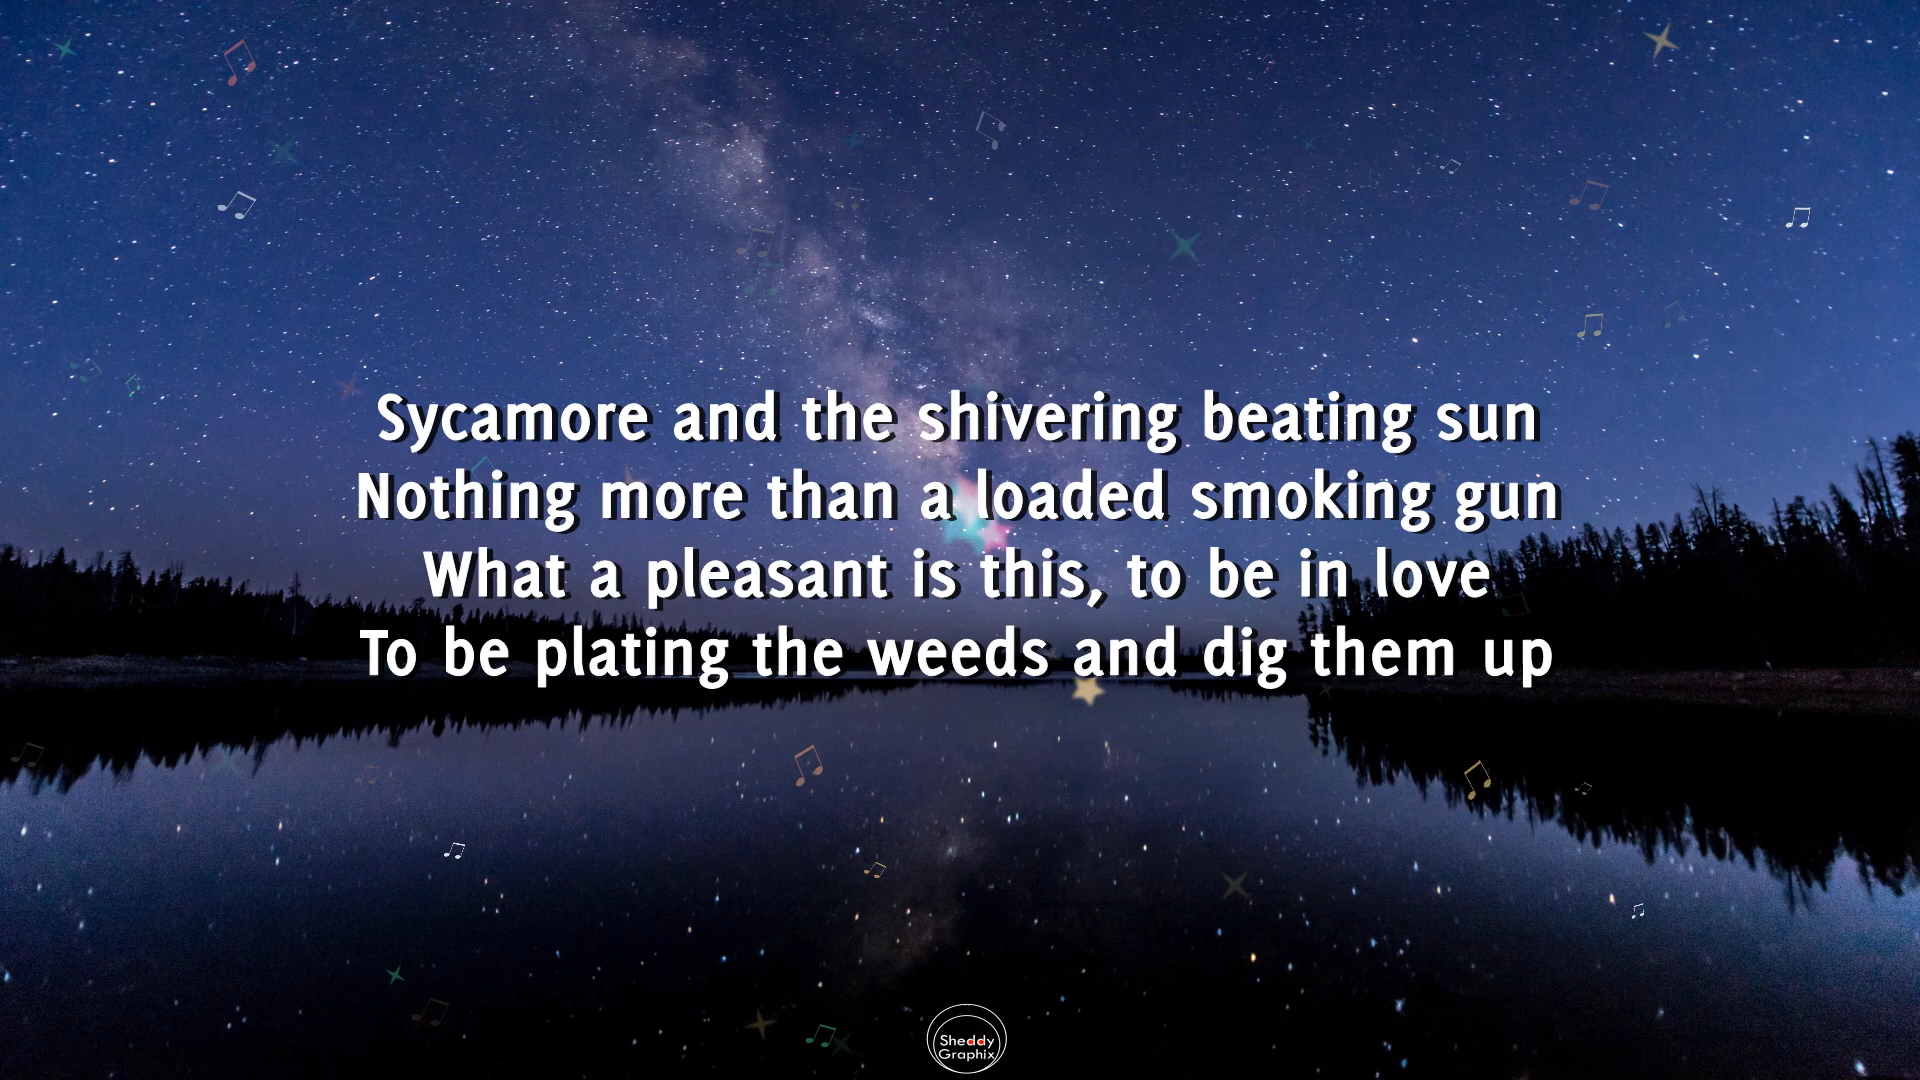 Sycamore and the shivering beating sun
Nothing more than a loaded smoking gun
What a pleasant is this, to be in love
To be plating the weeds and dig them up
Sheddy
Graphix